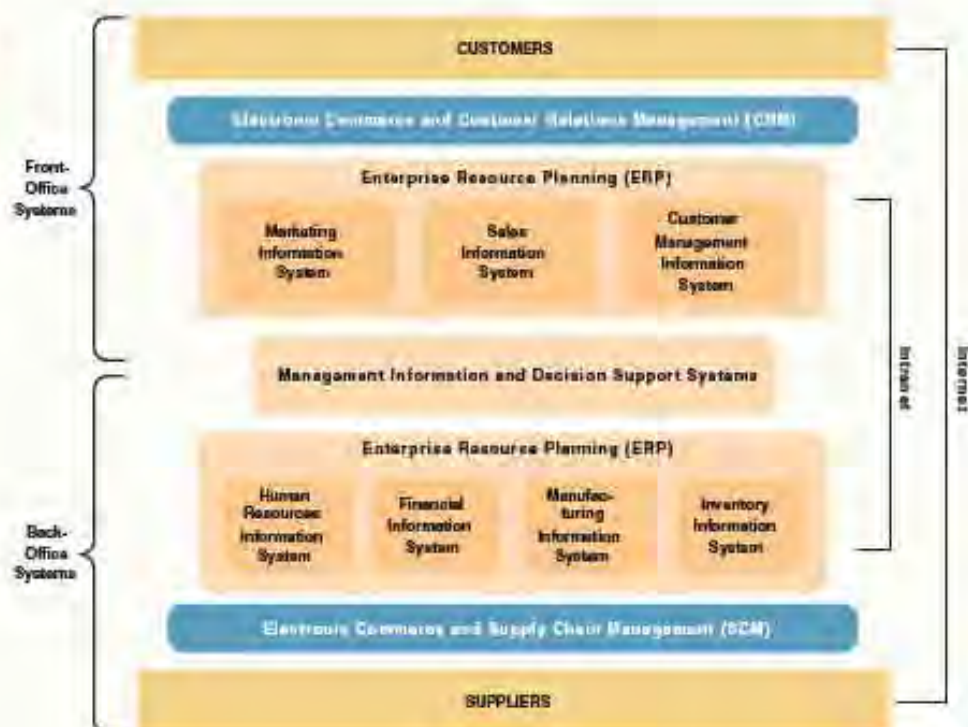 CUSTOMERS
Electronic Commerce and Customer Relations Management (CRM)
Front-
Office
Systems
Enterprise Resource Planning (ERP)
Marketing
Information
System
Sales
Information
System
Customer
Management
Information
System
Management Information and Decision Support Systems
Intranet
Internet
Back-
Office
Systems
Enterprise Resource Planning (ERP)
Human
Resources
Information
System
Financial
Information
System
Manufac-
turing
Information
System
Inventory
Information
System
Electronic Commerce and Supply Chain Management (SCM)
SUPPLIERS